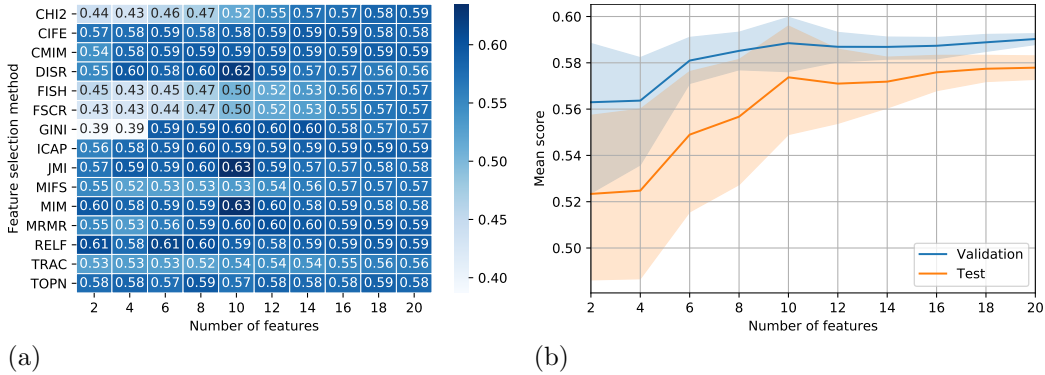 CHI2 0.44 0.43 0.46 0.47 0.52 0.55 0.57 0.57 0.58 0.59
CIFE 0.57 0.58 0.58 0.59 0.58 0.59 0.59 0.58 0.58 0.58
CMIM 0.54 0.58 0.59 0.59 0.59 0.59 0.59 0.59 0.59 0.59
DISR 0.55 0.60 0.58 0.60 0.62 0.59 0.57 0.57 0.56 0.56
FISH 0.45 0.43 0.45 0.47 0.50 0.52 0.53 0.56 0.57 0.57
FSCR 0.43 0.43 0.44 0.47 0.50 0.52 0.53 0.55 0.57 0.57
GINI 0.39 0.39 0.59 0.59 0.60 0.60 0.60 0.58 0.57 0.57
ICAP 0.56 0.58 0.59 0.60 0.59 0.59 0.59 0.59 0.59 0.59
JMI 0.57 0.59 0.59 0.60 0.63 0.59 0.57 0.57 0.58 0.58
MIFS 0.55 0.52 0.53 0.53 0.53 0.54 0.56 0.57 0.57 0.57
MIM 0.60 0.58 0.59 0.59 0.63 0.60 0.58 0.59 0.58 0.58
MRMR 0.55 0.53 0.56 0.59 0.60 0.60 0.60 0.59 0.59 0.59
RELF 0.61 0.58 0.61 0.60 0.59 0.58 0.59 0.59 0.59 0.59
TRAC 0.53 0.53 0.53 0.52 0.54 0.54 0.54 0.55 0.56 0.56
TOPN 0.58 0.58 0.57 0.59 0.57 0.58 0.58 0.58 0.59 0.58
2 4 6 8 10 12 14 16 18 20
Number of features
Feature selection method
0.60
0.55
0.50
0.45
0.40
(a)
0.60
0.58
0.56
0.54
0.52
0.50
Mean score
Validation
Test
2 4 6 8 10 12 14 16 18 20
Number of features
(b)